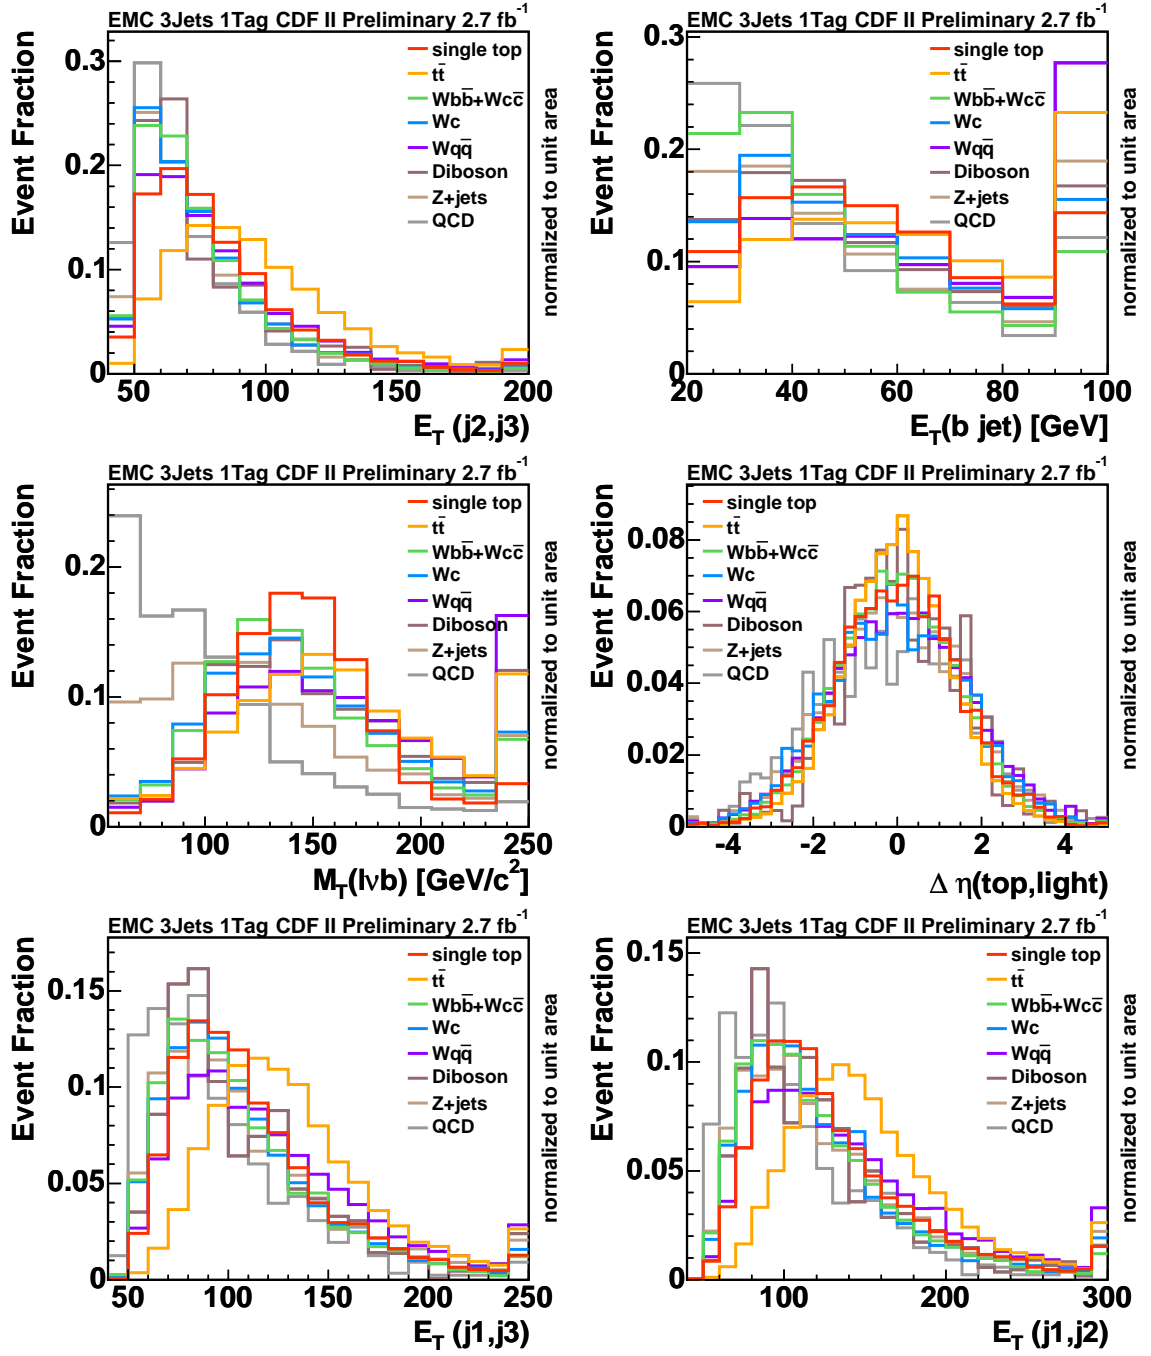 EMC 3Jets 1Tag CDF II Preliminary 2.7 fb⁻¹
Event Fraction
normalized to unit area
0.3
0.2
0.1
0
single top
tt̄
Wbb̄+Wcc̄
Wc
Wqq̄
Diboson
Z+jets
QCD
50 100 150 200
E_T (j2,j3)
EMC 3Jets 1Tag CDF II Preliminary 2.7 fb⁻¹
Event Fraction
normalized to unit area
0.3
0.2
0.1
0
single top
tt̄
Wbb̄+Wcc̄
Wc
Wqq̄
Diboson
Z+jets
QCD
20 40 60 80 100
E_T(b jet) [GeV]
EMC 3Jets 1Tag CDF II Preliminary 2.7 fb⁻¹
Event Fraction
normalized to unit area
0.2
0.1
0
single top
tt̄
Wbb̄+Wcc̄
Wc
Wqq̄
Diboson
Z+jets
QCD
100 150 200 250
M_T(lνb) [GeV/c²]
EMC 3Jets 1Tag CDF II Preliminary 2.7 fb⁻¹
Event Fraction
normalized to unit area
0.08
0.06
0.04
0.02
0
single top
tt̄
Wbb̄+Wcc̄
Wc
Wqq̄
Diboson
Z+jets
QCD
-4 -2 0 2 4
Δ η(top,light)
EMC 3Jets 1Tag CDF II Preliminary 2.7 fb⁻¹
Event Fraction
normalized to unit area
0.15
0.1
0.05
0
single top
tt̄
Wbb̄+Wcc̄
Wc
Wqq̄
Diboson
Z+jets
QCD
50 100 150 200 250
E_T (j1,j3)
EMC 3Jets 1Tag CDF II Preliminary 2.7 fb⁻¹
Event Fraction
normalized to unit area
0.15
0.1
0.05
0
single top
tt̄
Wbb̄+Wcc̄
Wc
Wqq̄
Diboson
Z+jets
QCD
100 200 300
E_T (j1,j2)